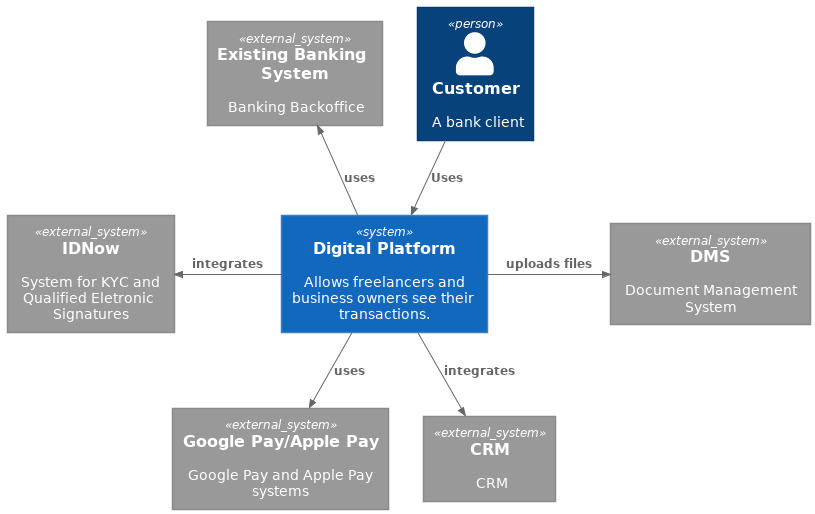 «external_system»
Existing Banking
System
Banking Backoffice
«person»
Customer
A bank client
uses
Uses
«external_system»
IDNow
System for KYC and
Qualified Eletronic
Signatures
integrates
«system»
Digital Platform
Allows freelancers and
business owners see their
transactions.
uploads files
«external_system»
DMS
Document Management
System
uses
integrates
«external_system»
Google Pay/Apple Pay
Google Pay and Apple Pay
systems
«external_system»
CRM
CRM